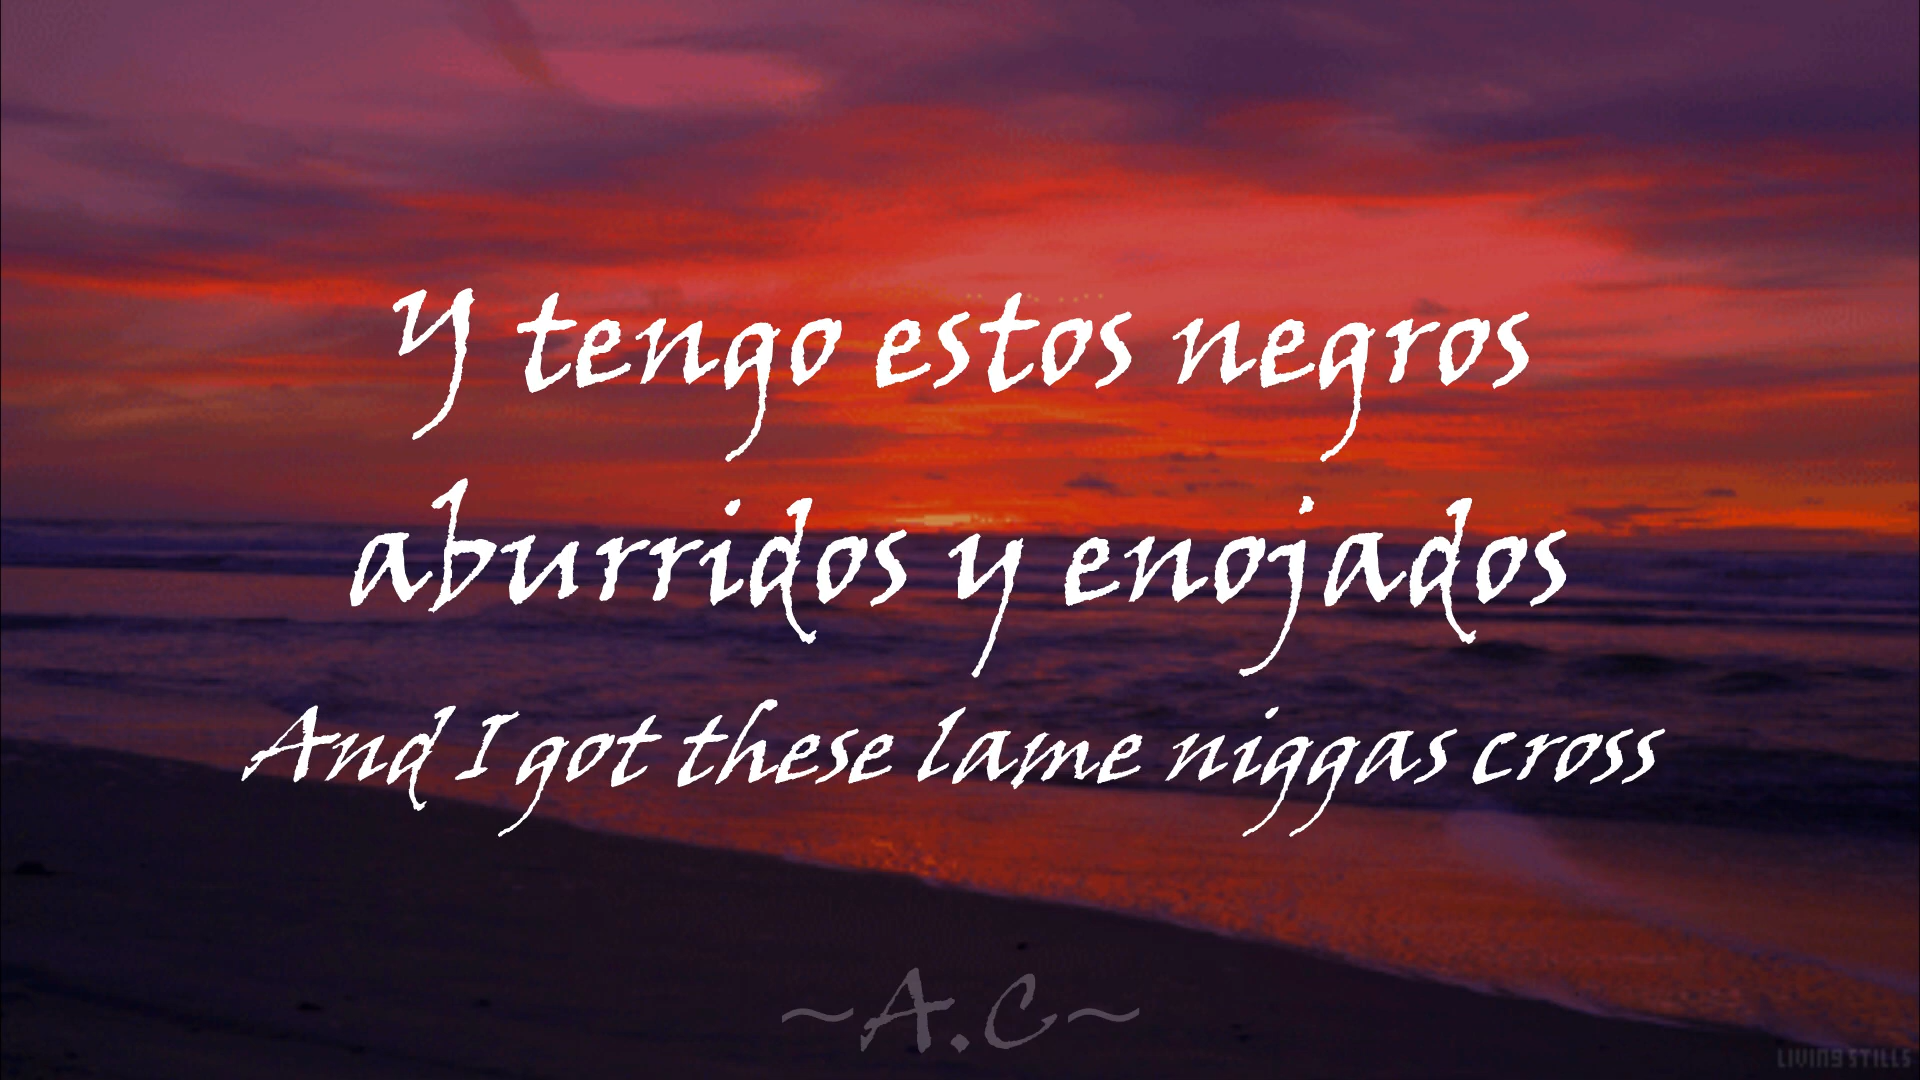 Y tengo estos negros
aburridos y enojados
And I got these lame niggas cross
~A.C~
LIVING STILLS